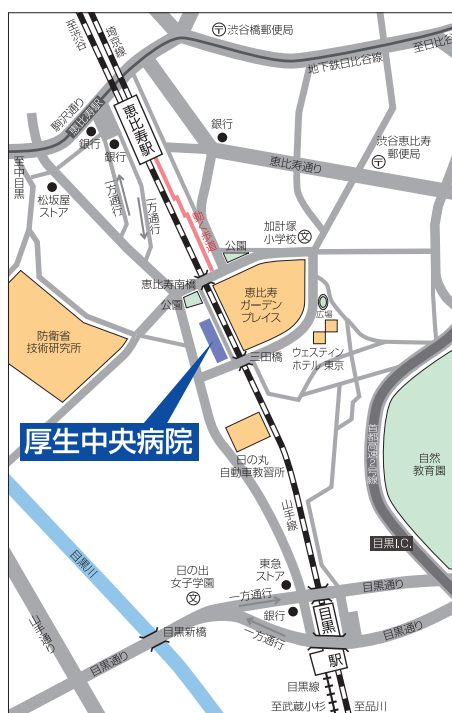 至渋谷
埼京線
渋谷橋郵便局
至日比谷
地下鉄日比谷線
駒沢通り
恵比寿駅
恵比寿駅
銀行
銀行
銀行
渋谷恵比寿
郵便局
恵比寿通り
至中目黒
松坂屋
ストア
一方通行
一方通行
動く歩道
加計塚
小学校
文
公園
恵比寿南橋
公園
恵比寿
ガーデン
プレイス
広場
防衛省
技術研究所
三田橋
ウェスティン
ホテル 東京
厚生中央病院
日の丸
自動車教習所
首都高速2号線
自然
教育園
山手線
目黒I.C.
目黒川
日の出
女子学園
文
東急
ストア
一方通行
目黒通り
銀行
目黒
駅
山手通り
目黒新橋
一方通行
目黒通り
目黒通り
目黒線
至武蔵小杉
至品川